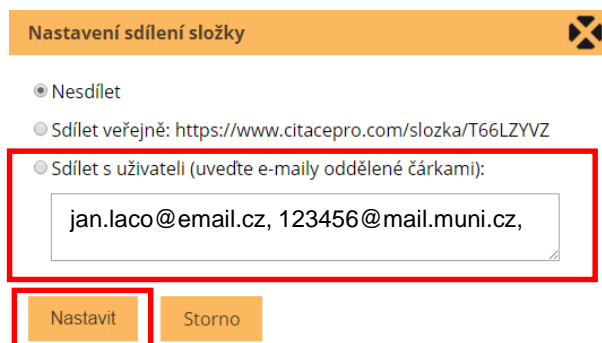 Nastavení sdílení složky
Nesdílet
Sdílet veřejně: https://www.citacepro.com/slozka/T66LZYVZ
Sdílet s uživateli (uveďte e-maily oddělené čárkami):
jan.laco@email.cz, 123456@mail.muni.cz,
Nastavit Storno